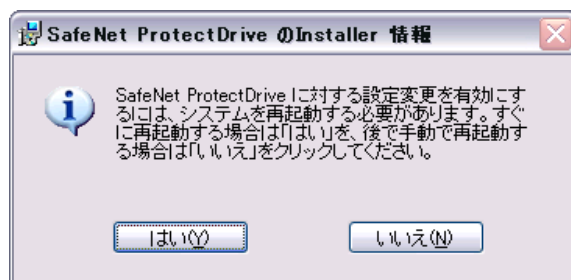 SafeNet ProtectDrive のInstaller 情報
SafeNet ProtectDrive に対する設定変更を有効にす
るには、システムを再起動する必要があります。すぐ
に再起動する場合は「はい」を、後で手動で再起動す
る場合は「いいえ」をクリックしてください。
はい(Y)
いいえ(N)